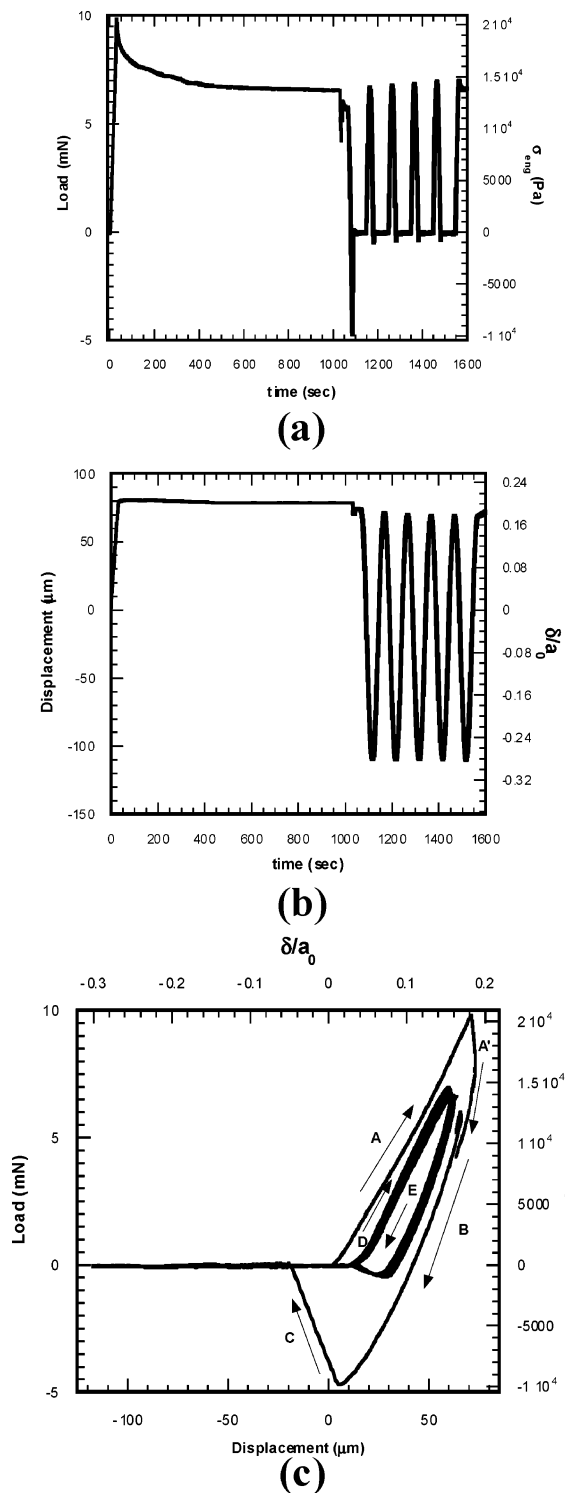 10
5
0
-5
Load (mN)
2 10⁴
1.5 10⁴
1 10⁴
5000
0
-5000
-1 10⁴
σeng (Pa)
0 200 400 600 800 1000 1200 1400 1600
time (sec)
(a)
100
50
0
-50
-100
-150
Displacement (μm)
0.24
0.16
0.08
0
-0.08
-0.16
-0.24
-0.32
δ/a₀
0 200 400 600 800 1000 1200 1400 1600
time (sec)
(b)
δ/a₀
-0.3 -0.2 -0.1 0 0.1 0.2
10
5
0
-5
Load (mN)
A'
A
E
D
B
C
2 10⁴
1.5 10⁴
1 10⁴
5000
0
-5000
-1 10⁴
-100 -50 0 50
Displacement (μm)
(c)